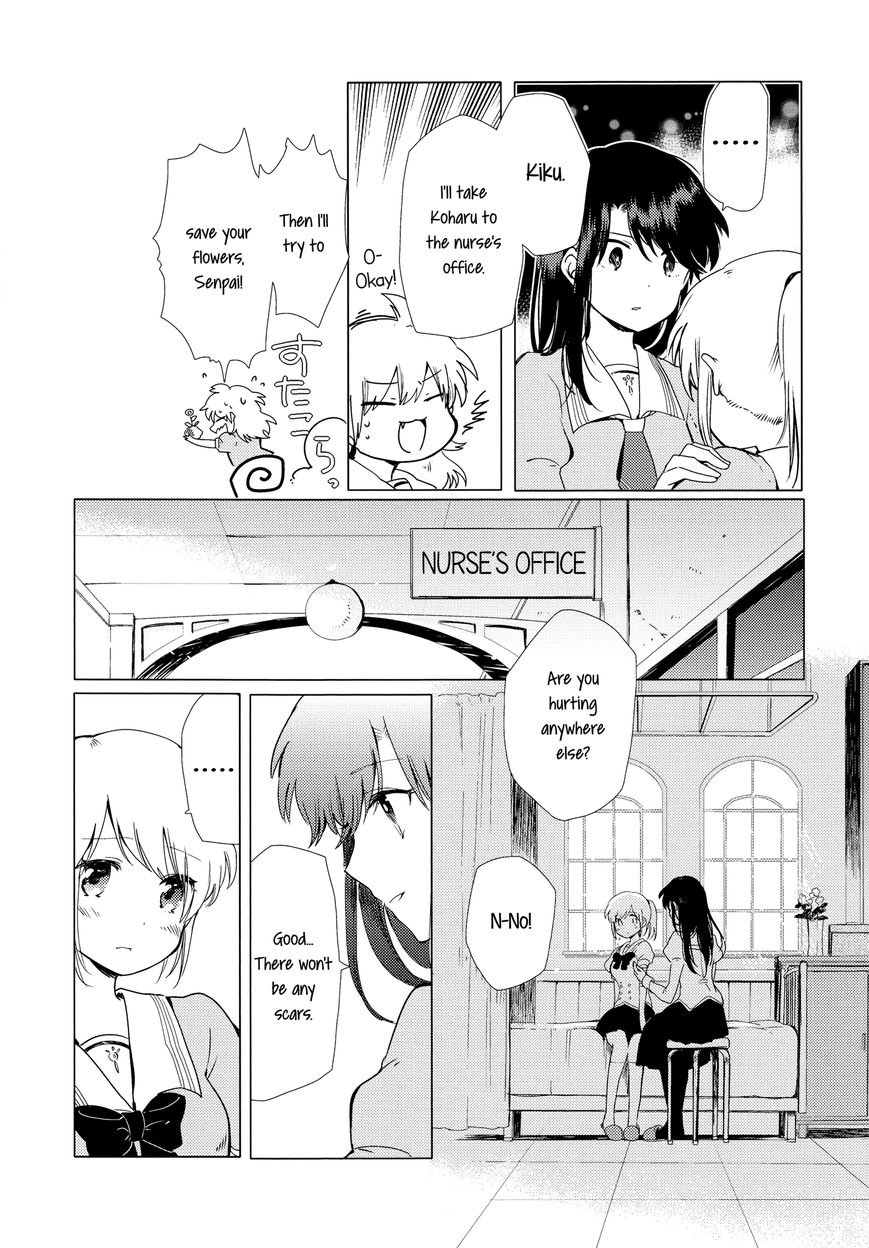 ......
Kiku.
I'll take
Koharu to
the nurse's
office.
O-
Okay!
Then I'll
try to
save your
flowers,
Senpai!
すたこ
らっ
NURSE'S OFFICE
Are you
hurting
anywhere
else?
N-No!
Good...
There won't
be any
scars.
......